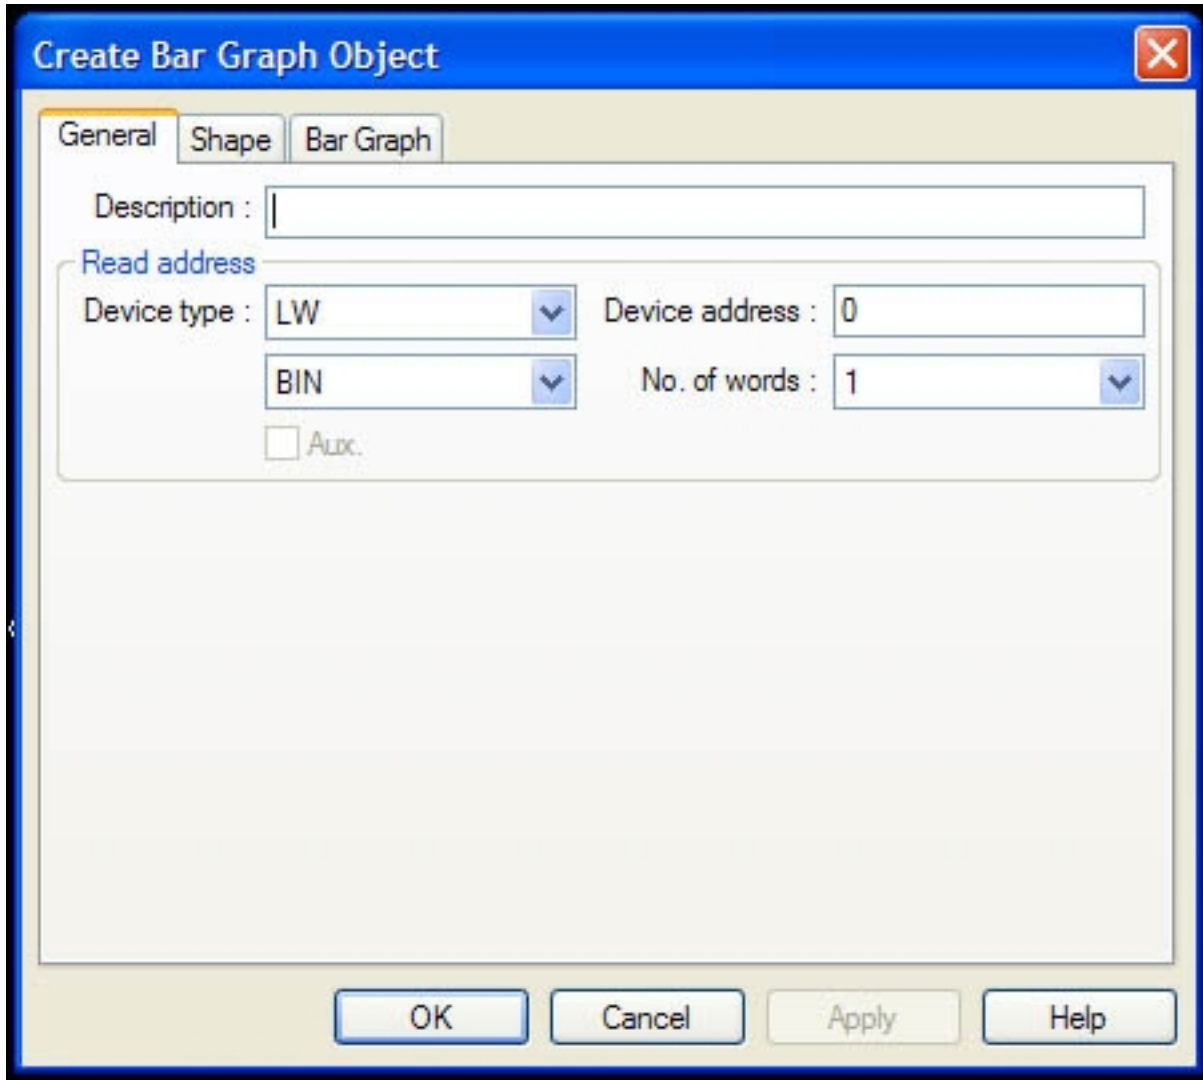 Create Bar Graph Object
General Shape Bar Graph
Description :
Read address
Device type : LW Device address : 0
BIN No. of words : 1
Aux.
OK Cancel Apply Help